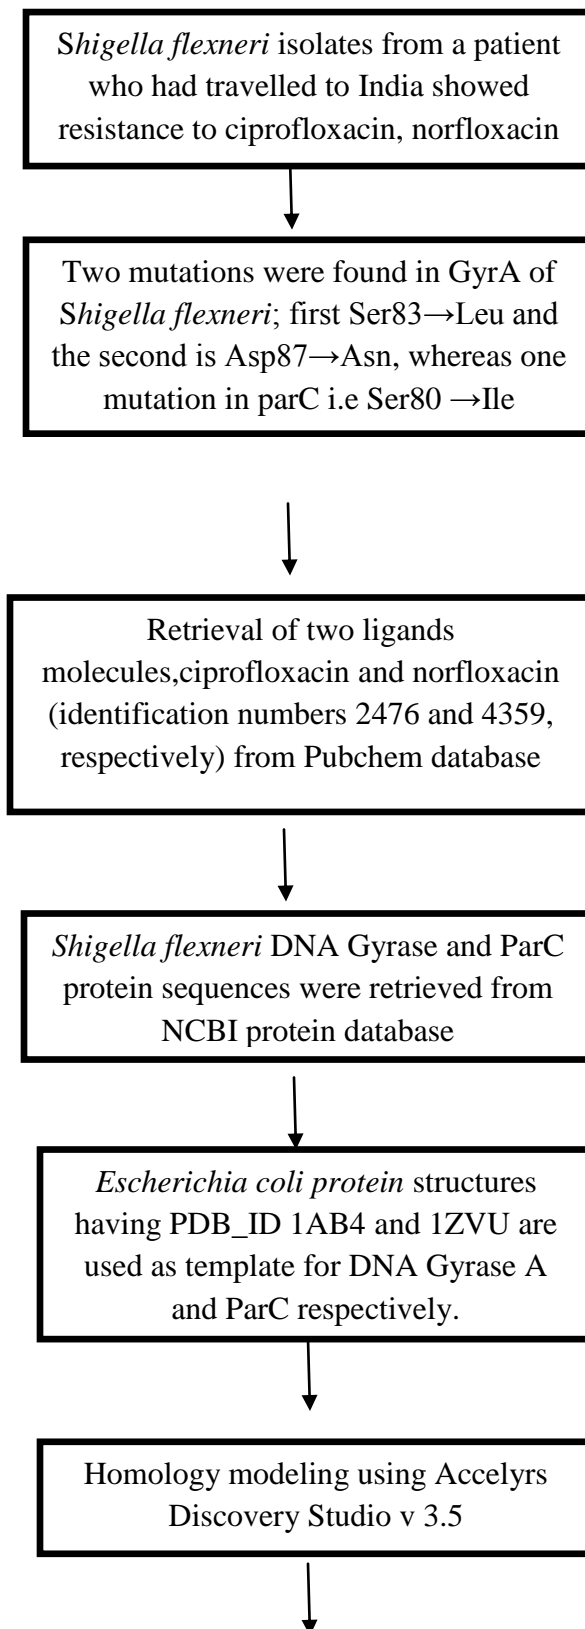 Shigella flexneri isolates from a patient
who had travelled to India showed
resistance to ciprofloxacin, norfloxacin
Two mutations were found in GyrA of
Shigella flexneri; first Ser83→Leu and
the second is Asp87→Asn, whereas one
mutation in parC i.e Ser80 →Ile
Retrieval of two ligands
molecules,ciprofloxacin and norfloxacin
(identification numbers 2476 and 4359,
respectively) from Pubchem database
Shigella flexneri DNA Gyrase and ParC
protein sequences were retrieved from
NCBI protein database
Escherichia coli protein structures
having PDB_ID 1AB4 and 1ZVU are
used as template for DNA Gyrase A
and ParC respectively.
Homology modeling using Accelyrs
Discovery Studio v 3.5